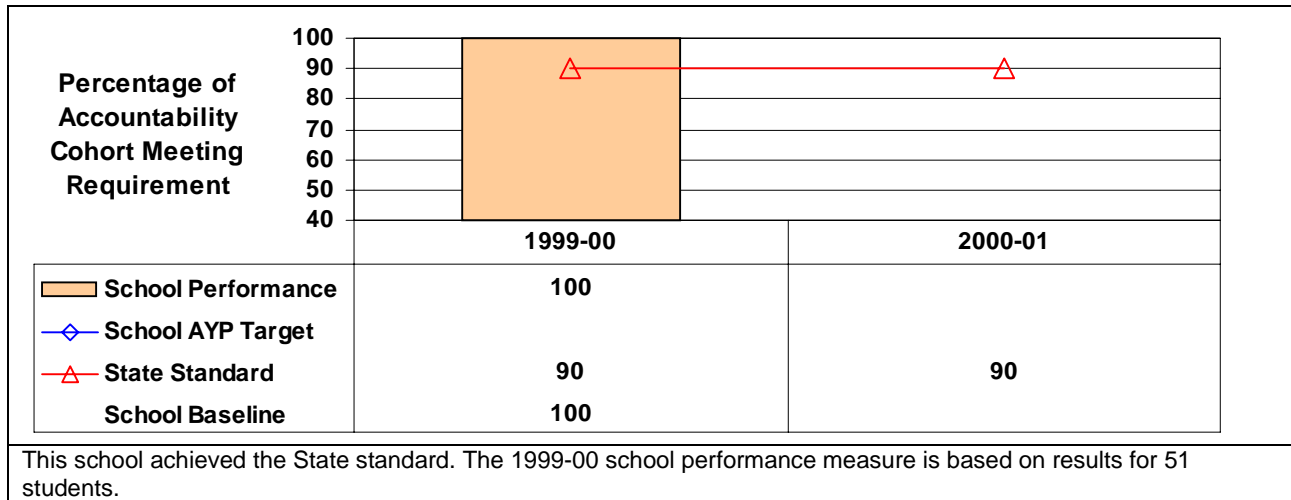 Percentage of
Accountability
Cohort Meeting
Requirement
100
90
80
70
60
50
40
1999-00 2000-01
School Performance 100
School AYP Target
State Standard 90 90
School Baseline 100
This school achieved the State standard. The 1999-00 school performance measure is based on results for 51
students.